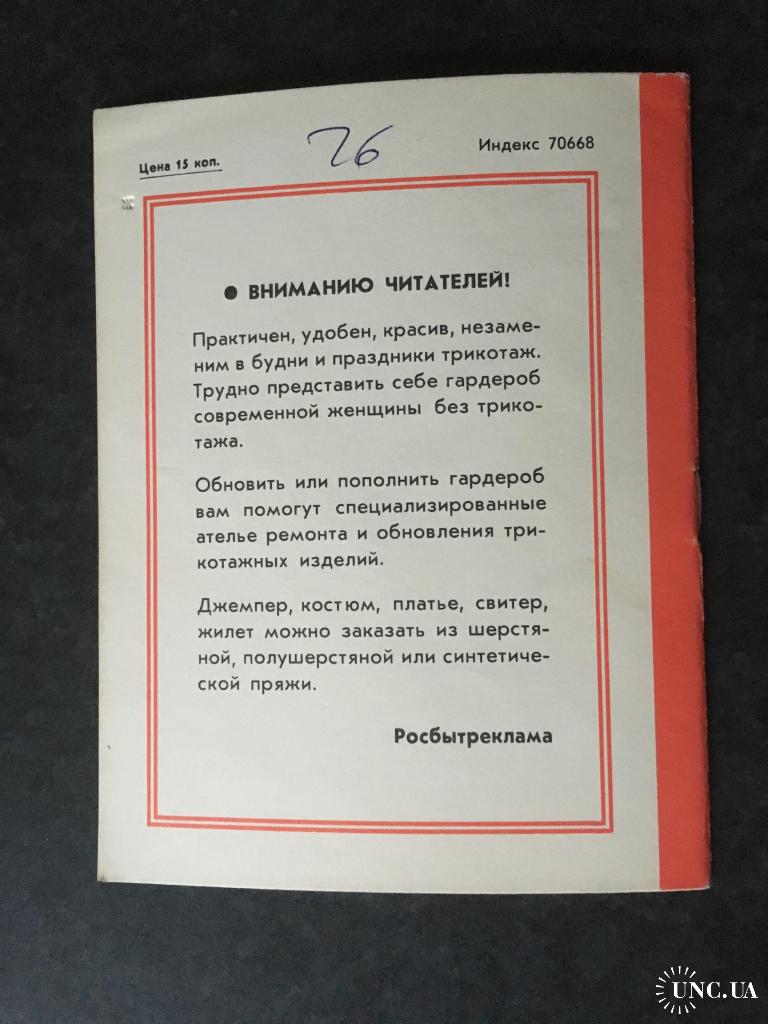 Цена 15 коп.
76
Индекс 70668
● ВНИМАНИЮ ЧИТАТЕЛЕЙ!
Практичен, удобен, красив, незаме-
ним в будни и праздники трикотаж.
Трудно представить себе гардероб
современной женщины без трико-
тажа.
Обновить или пополнить гардероб
вам помогут специализированные
ателье ремонта и обновления три-
котажных изделий.
Джемпер, костюм, платье, свитер,
жилет можно заказать из шерстя-
ной, полушерстяной или синтетиче-
ской пряжи.
Росбытреклама
UNC.UA